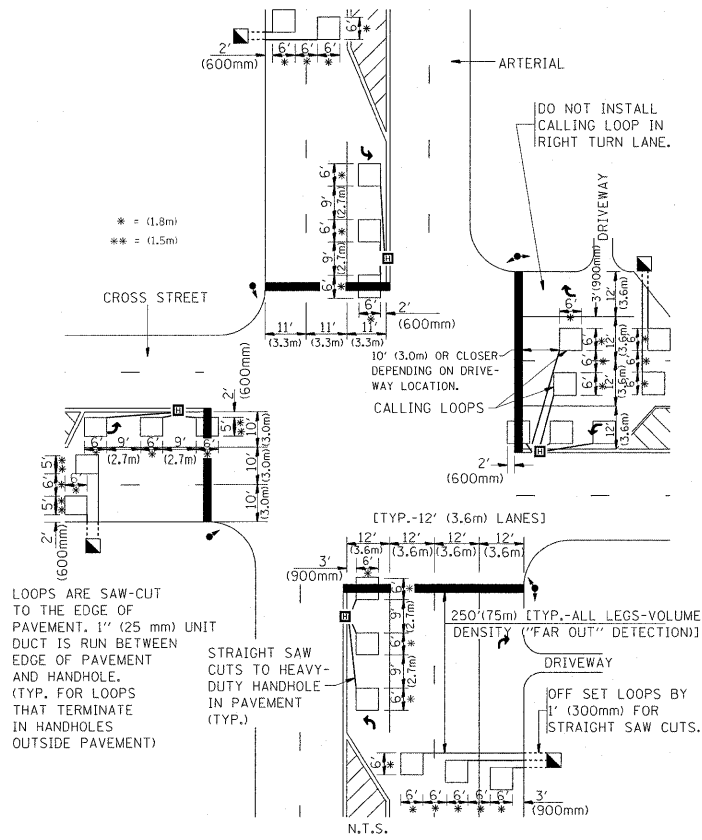 6' 6' 6'
* * *
6' *
2'
(600mm)
ARTERIAL
DO NOT INSTALL
CALLING LOOP IN
RIGHT TURN LANE.
DRIVEWAY
* = (1.8m)
** = (1.5m)
6' *
9' (2.7m)
6' *
9' (2.7m)
6' *
H
6'
*
2'
(600mm)
CROSS STREET
11' 11' 11'
(3.3m) (3.3m) (3.3m)
6'
*
3' (900mm)
12'
(3.6m)
6' *
12'
(3.6m)
6' *
6' *
12'
(3.6m)
6' *
6' *
6' *
12'
(3.6m)
10' (3.0m) OR CLOSER
DEPENDING ON DRIVE-
WAY LOCATION.
CALLING LOOPS
H
2'
(600mm)
2'
(600mm)
H
5' **
10'
(3.0m)
10'
(3.0m)
10'
(3.0m)
6' 9' 6' 9' 6'
* (2.7m) * (2.7m) *
5' **
6' *
5' **
6'
*
2'
(600mm)
[TYP.-12' (3.6m) LANES]
12' 12' 12' 12'
(3.6m) (3.6m) (3.6m) (3.6m)
3'
(900mm)
6'
*
6' *
9' (2.7m)
6' *
9' (2.7m)
6' *
H
250'(75m) [TYP.-ALL LEGS-VOLUME
DENSITY ("FAR OUT" DETECTION)]
DRIVEWAY
LOOPS ARE SAW-CUT
TO THE EDGE OF
PAVEMENT. 1" (25 mm) UNIT
DUCT IS RUN BETWEEN
EDGE OF PAVEMENT
AND HANDHOLE.
(TYP. FOR LOOPS
THAT TERMINATE
IN HANDHOLES
OUTSIDE PAVEMENT)
STRAIGHT SAW
CUTS TO HEAVY-
DUTY HANDHOLE
IN PAVEMENT
(TYP.)
OFF SET LOOPS BY
1' (300mm) FOR
STRAIGHT SAW CUTS.
6' *
6' 6' 6' 6' 6'
* * * * *
3'
(900mm)
N.T.S.